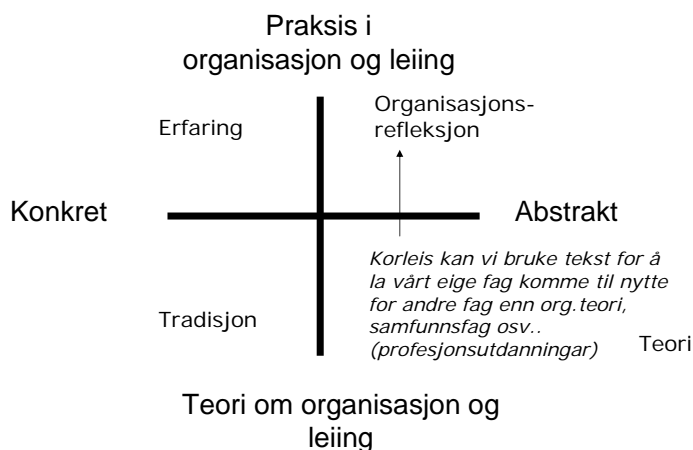 Praksis i
organisasjon og leiing
Erfaring
Organisasjons-
refleksjon
Konkret
Abstrakt
Korleis kan vi bruke tekst for å
la vårt eige fag komme til nytte
for andre fag enn org.teori,
samfunnsfag osv..
(profesjonsutdanningar)
Tradisjon
Teori
Teori om organisasjon og
leiing